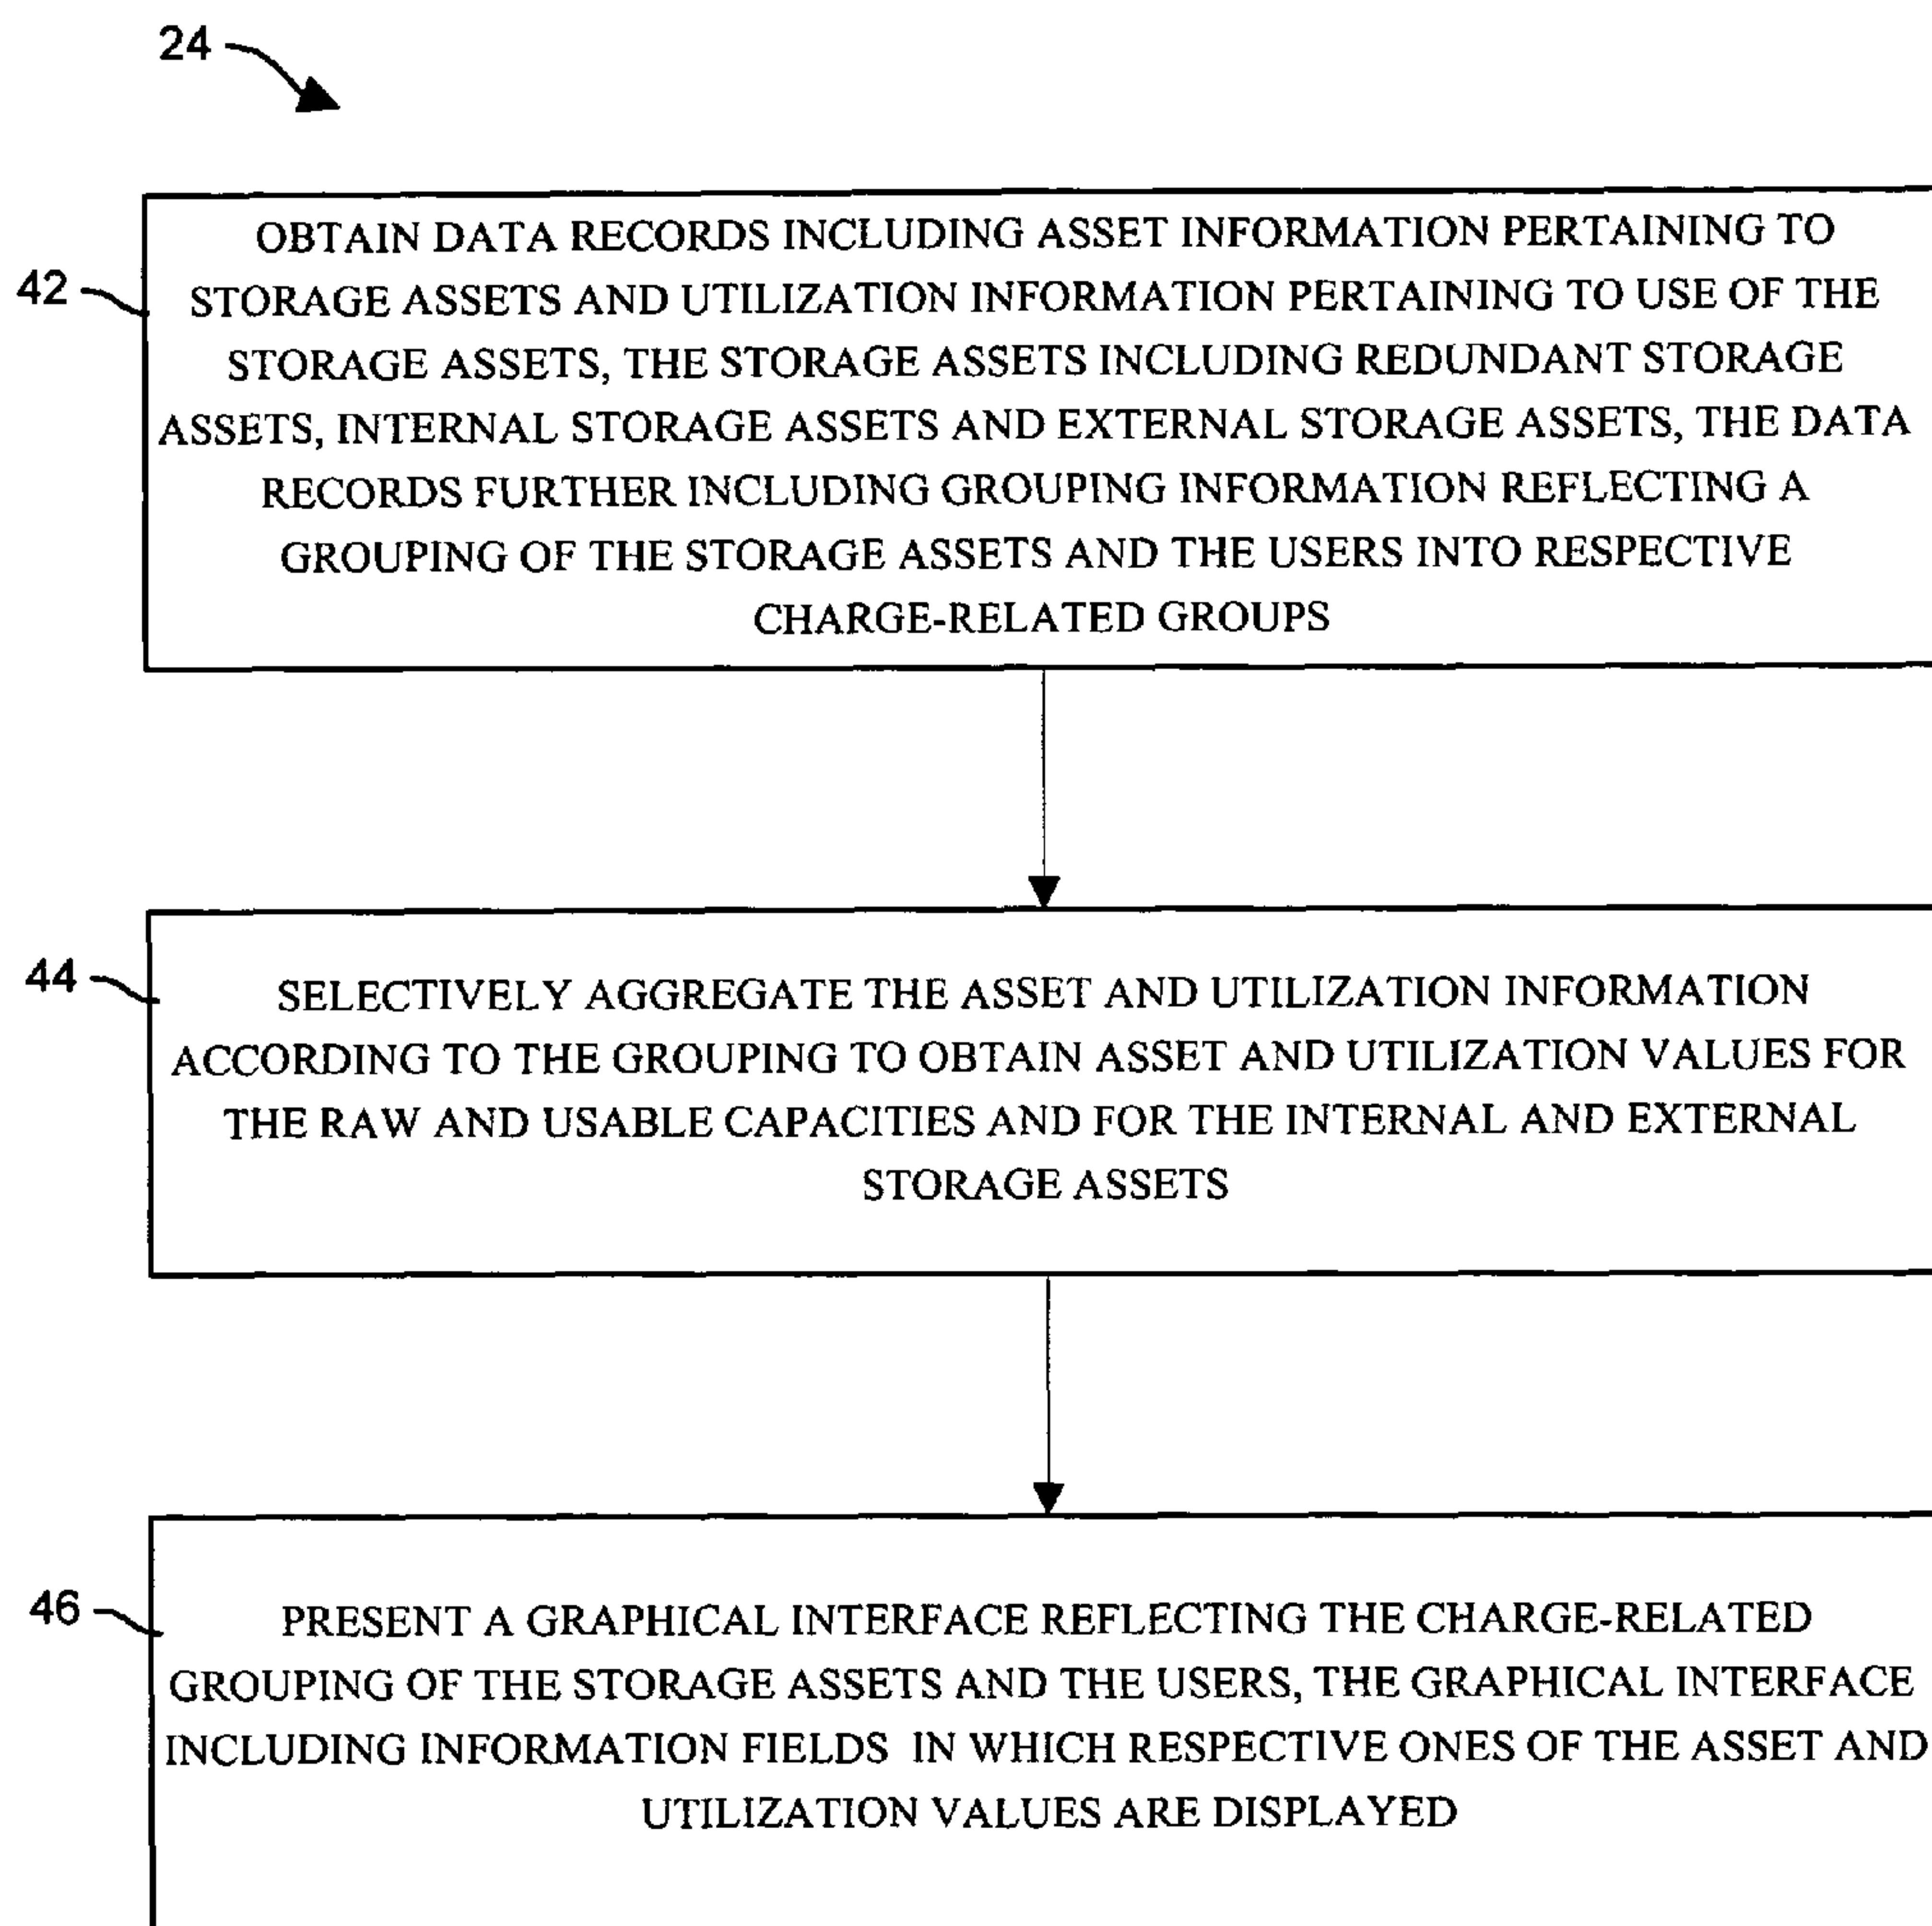 24
42
OBTAIN DATA RECORDS INCLUDING ASSET INFORMATION PERTAINING TO
STORAGE ASSETS AND UTILIZATION INFORMATION PERTAINING TO USE OF THE
STORAGE ASSETS, THE STORAGE ASSETS INCLUDING REDUNDANT STORAGE
ASSETS, INTERNAL STORAGE ASSETS AND EXTERNAL STORAGE ASSETS, THE DATA
RECORDS FURTHER INCLUDING GROUPING INFORMATION REFLECTING A
GROUPING OF THE STORAGE ASSETS AND THE USERS INTO RESPECTIVE
CHARGE-RELATED GROUPS
44
SELECTIVELY AGGREGATE THE ASSET AND UTILIZATION INFORMATION
ACCORDING TO THE GROUPING TO OBTAIN ASSET AND UTILIZATION VALUES FOR
THE RAW AND USABLE CAPACITIES AND FOR THE INTERNAL AND EXTERNAL
STORAGE ASSETS
46
PRESENT A GRAPHICAL INTERFACE REFLECTING THE CHARGE-RELATED
GROUPING OF THE STORAGE ASSETS AND THE USERS, THE GRAPHICAL INTERFACE
INCLUDING INFORMATION FIELDS IN WHICH RESPECTIVE ONES OF THE ASSET AND
UTILIZATION VALUES ARE DISPLAYED